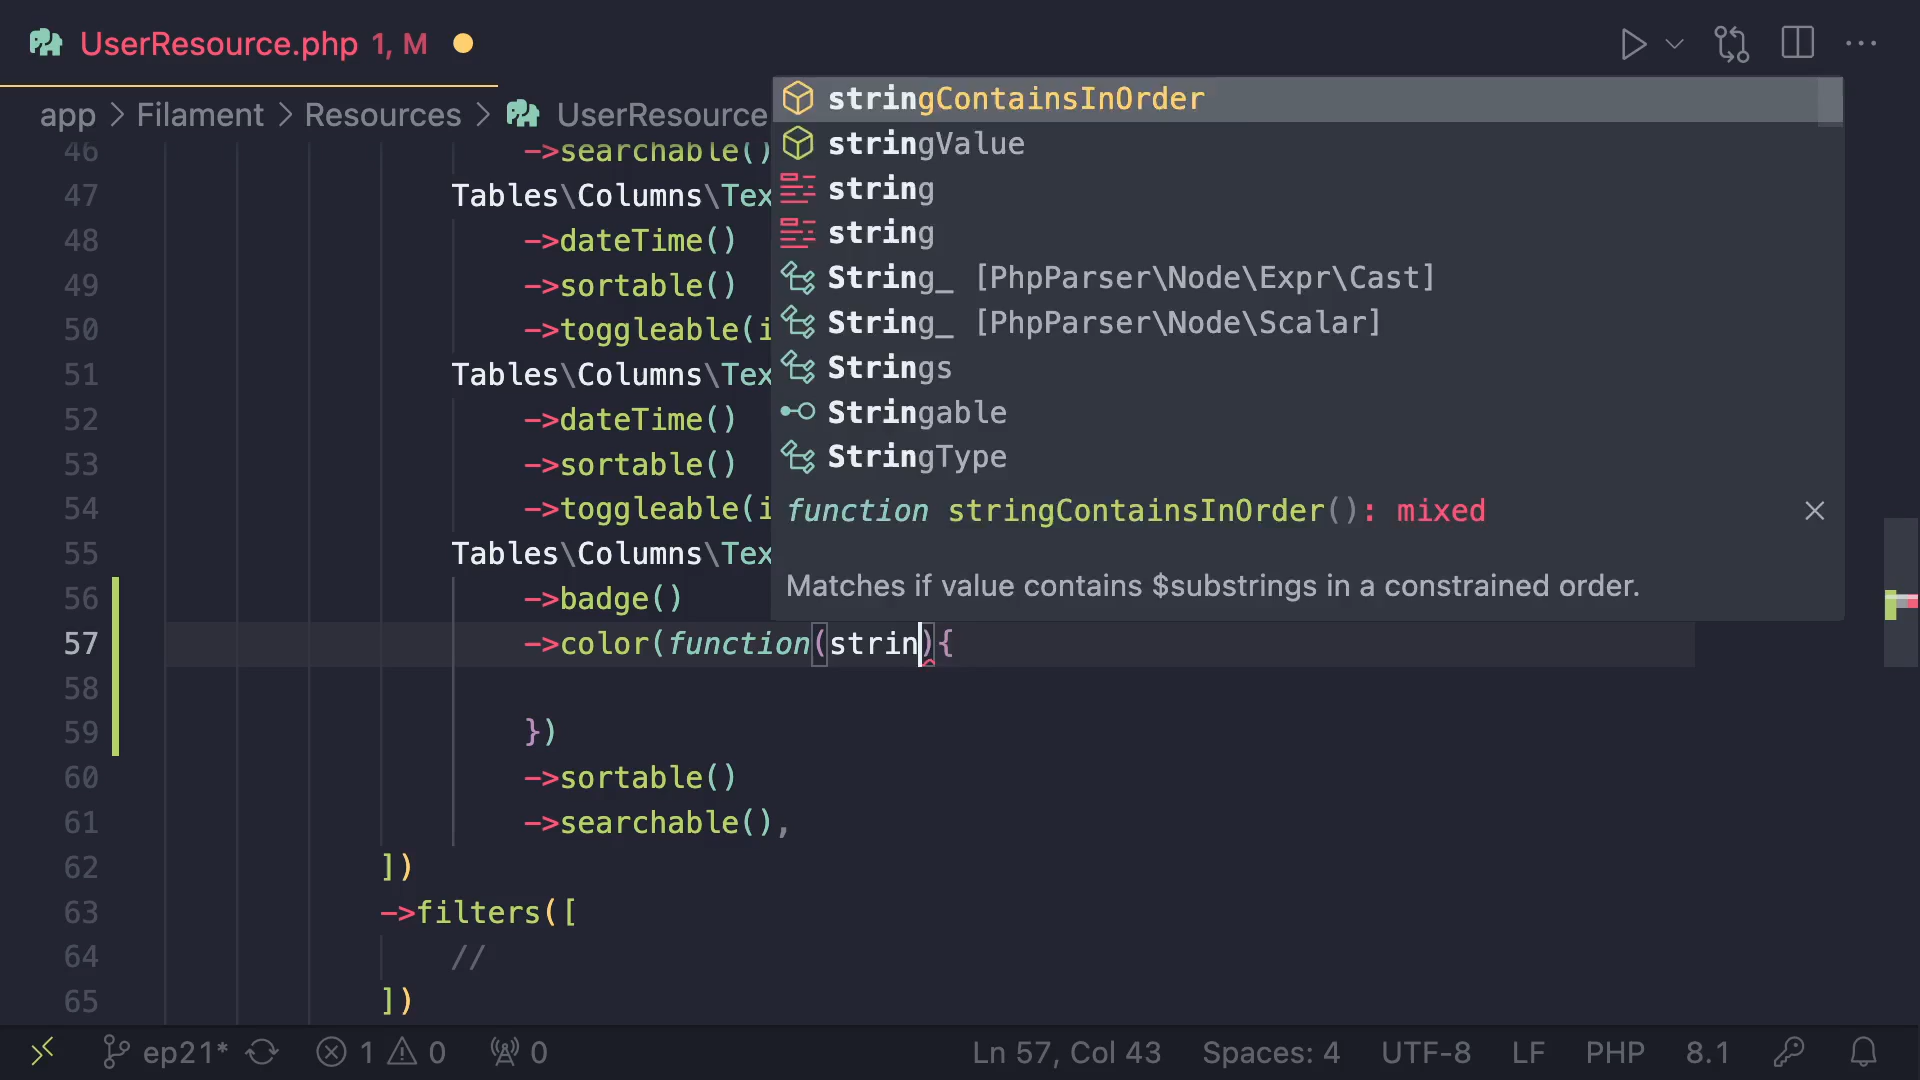 UserResource.php 1, M
app > Filament > Resources > UserResource
46 ->searchable()
47 Tables\Columns\Tex
48 ->dateTime()
49 ->sortable()
50 ->toggleable(i
51 Tables\Columns\Tex
52 ->dateTime()
53 ->sortable()
54 ->toggleable(i
55 Tables\Columns\Tex
56 ->badge()
57 ->color(function(strin){
58
59 })
60 ->sortable()
61 ->searchable(),
62 ])
63 ->filters([
64 //
65 ])
stringContainsInOrder
stringValue
string
string
String_ [PhpParser\Node\Expr\Cast]
String_ [PhpParser\Node\Scalar]
Strings
Stringable
StringType
function stringContainsInOrder(): mixed
Matches if value contains $substrings in a constrained order.
ep21* 1 0 0 Ln 57, Col 43 Spaces: 4 UTF-8 LF PHP 8.1